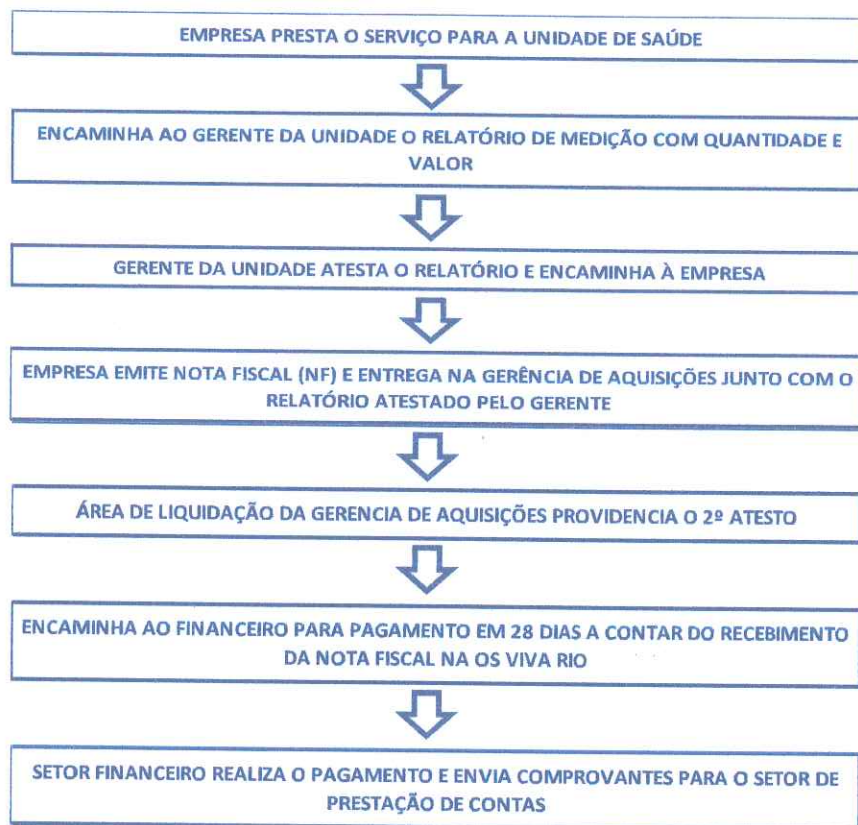 EMPRESA PRESTA O SERVIÇO PARA A UNIDADE DE SAÚDE
ENCAMINHA AO GERENTE DA UNIDADE O RELATÓRIO DE MEDIÇÃO COM QUANTIDADE E
VALOR
GERENTE DA UNIDADE ATESTA O RELATÓRIO E ENCAMINHA À EMPRESA
EMPRESA EMITE NOTA FISCAL (NF) E ENTREGA NA GERÊNCIA DE AQUISIÇÕES JUNTO COM O
RELATÓRIO ATESTADO PELO GERENTE
ÁREA DE LIQUIDAÇÃO DA GERENCIA DE AQUISIÇÕES PROVIDENCIA O 2º ATESTO
ENCAMINHA AO FINANCEIRO PARA PAGAMENTO EM 28 DIAS A CONTAR DO RECEBIMENTO
DA NOTA FISCAL NA OS VIVA RIO
SETOR FINANCEIRO REALIZA O PAGAMENTO E ENVIA COMPROVANTES PARA O SETOR DE
PRESTAÇÃO DE CONTAS